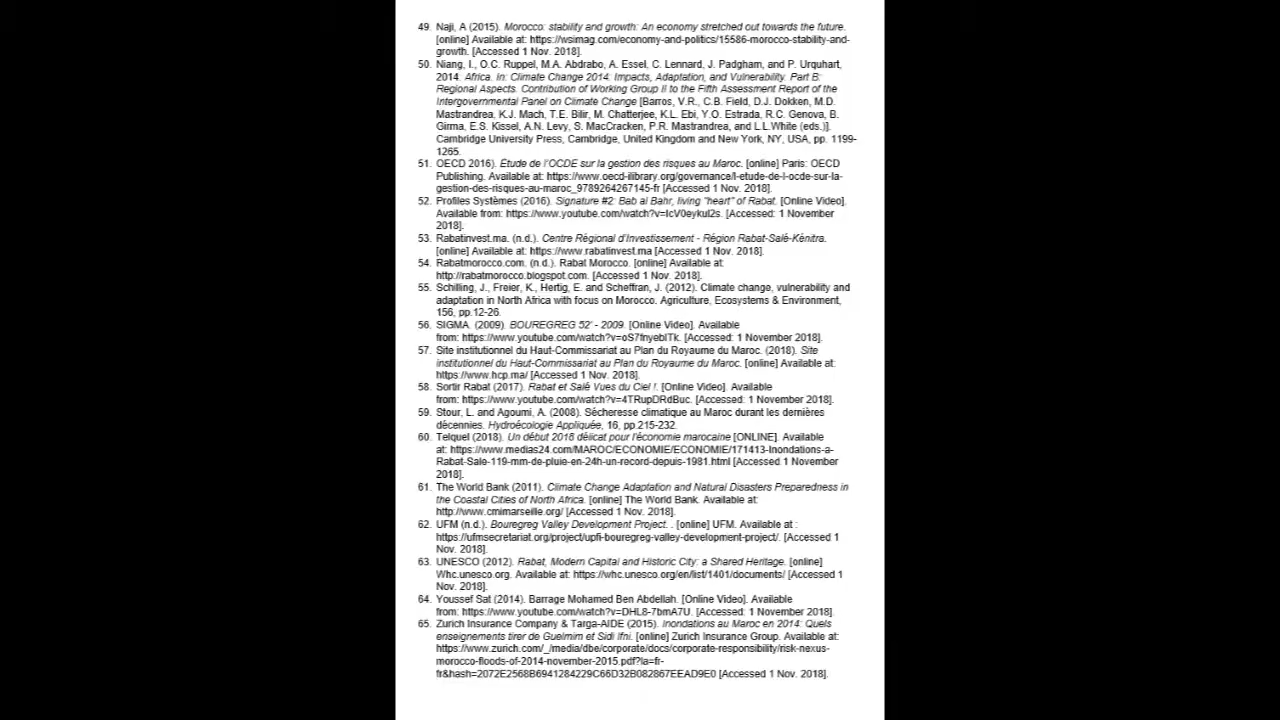 49. Naji, A (2015). Morocco: stability and growth: An economy stretched out towards the future.
[online] Available at: https://wsimag.com/economy-and-politics/15586-morocco-stability-and-
growth. [Accessed 1 Nov. 2018].
50. Niang, I., O.C. Ruppel, M.A. Abdrabo, A. Essel, C. Lennard, J. Padgham, and P. Urquhart,
2014. Africa. in: Climate Change 2014: Impacts, Adaptation, and Vulnerability. Part B:
Regional Aspects. Contribution of Working Group II to the Fifth Assessment Report of the
Intergovernmental Panel on Climate Change [Barros, V.R., C.B. Field, D.J. Dokken, M.D.
Mastrandrea, K.J. Mach, T.E. Bilir, M. Chatterjee, K.L. Ebi, Y.O. Estrada, R.C. Genova, B.
Girma, E.S. Kissel, A.N. Levy, S. MacCracken, P.R. Mastrandrea, and L.L.White (eds.)].
Cambridge University Press, Cambridge, United Kingdom and New York, NY, USA, pp. 1199-
1265.
51. OECD 2016). Étude de l'OCDE sur la gestion des risques au Maroc. [online] Paris: OECD
Publishing. Available at: https://www.oecd-ilibrary.org/governance/l-etude-de-l-ocde-sur-la-
gestion-des-risques-au-maroc_9789264267145-fr [Accessed 1 Nov. 2018].
52. Profiles Systèmes (2016). Signature #2: Bab al Bahr, living "heart" of Rabat. [Online Video].
Available from: https://www.youtube.com/watch?v=IcV0eykul2s. [Accessed: 1 November
2018].
53. Rabatinvest.ma. (n.d.). Centre Régional d'Investissement - Région Rabat-Salé-Kénitra.
[online] Available at: https://www.rabatinvest.ma [Accessed 1 Nov. 2018].
54. Rabatmorocco.com. (n.d.). Rabat Morocco. [online] Available at:
http://rabatmorocco.blogspot.com. [Accessed 1 Nov. 2018].
55. Schilling, J., Freier, K., Hertig, E. and Scheffran, J. (2012). Climate change, vulnerability and
adaptation in North Africa with focus on Morocco. Agriculture, Ecosystems & Environment,
156, pp.12-26.
56. SIGMA. (2009). BOUREGREG 52' - 2009. [Online Video]. Available
from: https://www.youtube.com/watch?v=oS7fnyebITk. [Accessed: 1 November 2018].
57. Site institutionnel du Haut-Commissariat au Plan du Royaume du Maroc. (2018). Site
institutionnel du Haut-Commissariat au Plan du Royaume du Maroc. [online] Available at:
https://www.hcp.ma/ [Accessed 1 Nov. 2018].
58. Sortir Rabat (2017). Rabat et Salé Vues du Ciel !. [Online Video]. Available
from: https://www.youtube.com/watch?v=4TRupDRdBuc. [Accessed: 1 November 2018].
59. Stour, L. and Agoumi, A. (2008). Sécheresse climatique au Maroc durant les dernières
décennies. Hydroécologie Appliquée, 16, pp.215-232.
60. Telquel (2018). Un début 2018 délicat pour l'économie marocaine [ONLINE]. Available
at: https://www.medias24.com/MAROC/ECONOMIE/ECONOMIE/171413-Inondations-a-
Rabat-Sale-119-mm-de-pluie-en-24h-un-record-depuis-1981.html [Accessed 1 November
2018].
61. The World Bank (2011). Climate Change Adaptation and Natural Disasters Preparedness in
the Coastal Cities of North Africa. [online] The World Bank. Available at:
http://www.cmimarseille.org/ [Accessed 1 Nov. 2018].
62. UFM (n.d.). Bouregreg Valley Development Project. . [online] UFM. Available at :
https://ufmsecretariat.org/project/upfi-bouregreg-valley-development-project/. [Accessed 1
Nov. 2018].
63. UNESCO (2012). Rabat, Modern Capital and Historic City: a Shared Heritage. [online]
Whc.unesco.org. Available at: https://whc.unesco.org/en/list/1401/documents/ [Accessed 1
Nov. 2018].
64. Youssef Sat (2014). Barrage Mohamed Ben Abdellah. [Online Video]. Available
from: https://www.youtube.com/watch?v=DHL8-7bmA7U. [Accessed: 1 November 2018].
65. Zurich Insurance Company & Targa-AIDE (2015). Inondations au Maroc en 2014: Quels
enseignements tirer de Guelmim et Sidi Ifni. [online] Zurich Insurance Group. Available at:
https://www.zurich.com/_/media/dbe/corporate/docs/corporate-responsibility/risk-nexus-
morocco-floods-of-2014-november-2015.pdf?la=fr-
fr&hash=2072E2568B6941284229C66D32B082867EEAD9E0 [Accessed 1 Nov. 2018].